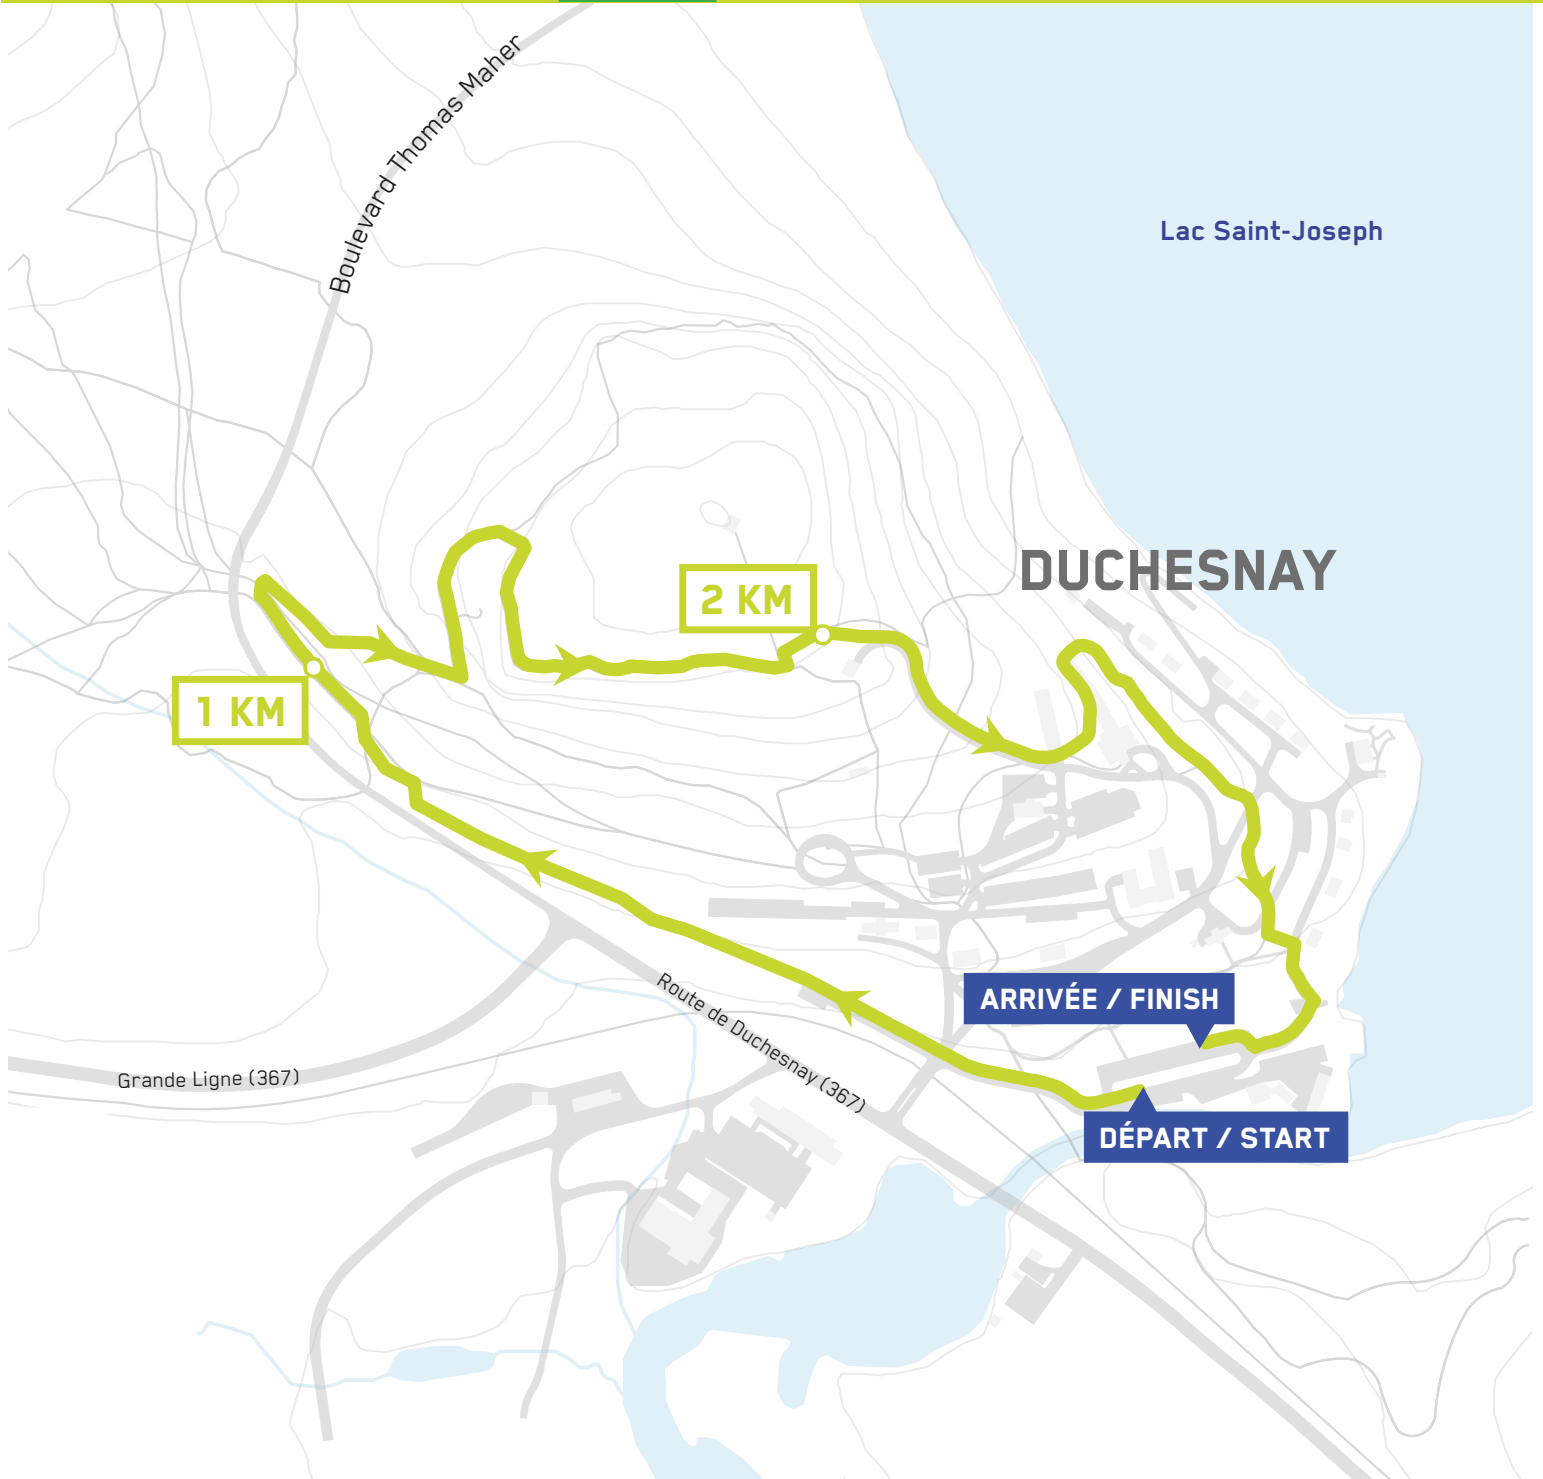 Boulevard Thomas Maher
Lac Saint-Joseph
DUCHESNAY
2 KM
1 KM
ARRIVÉE / FINISH
Route de Duchesnay (367)
Grande Ligne (367)
DÉPART / START